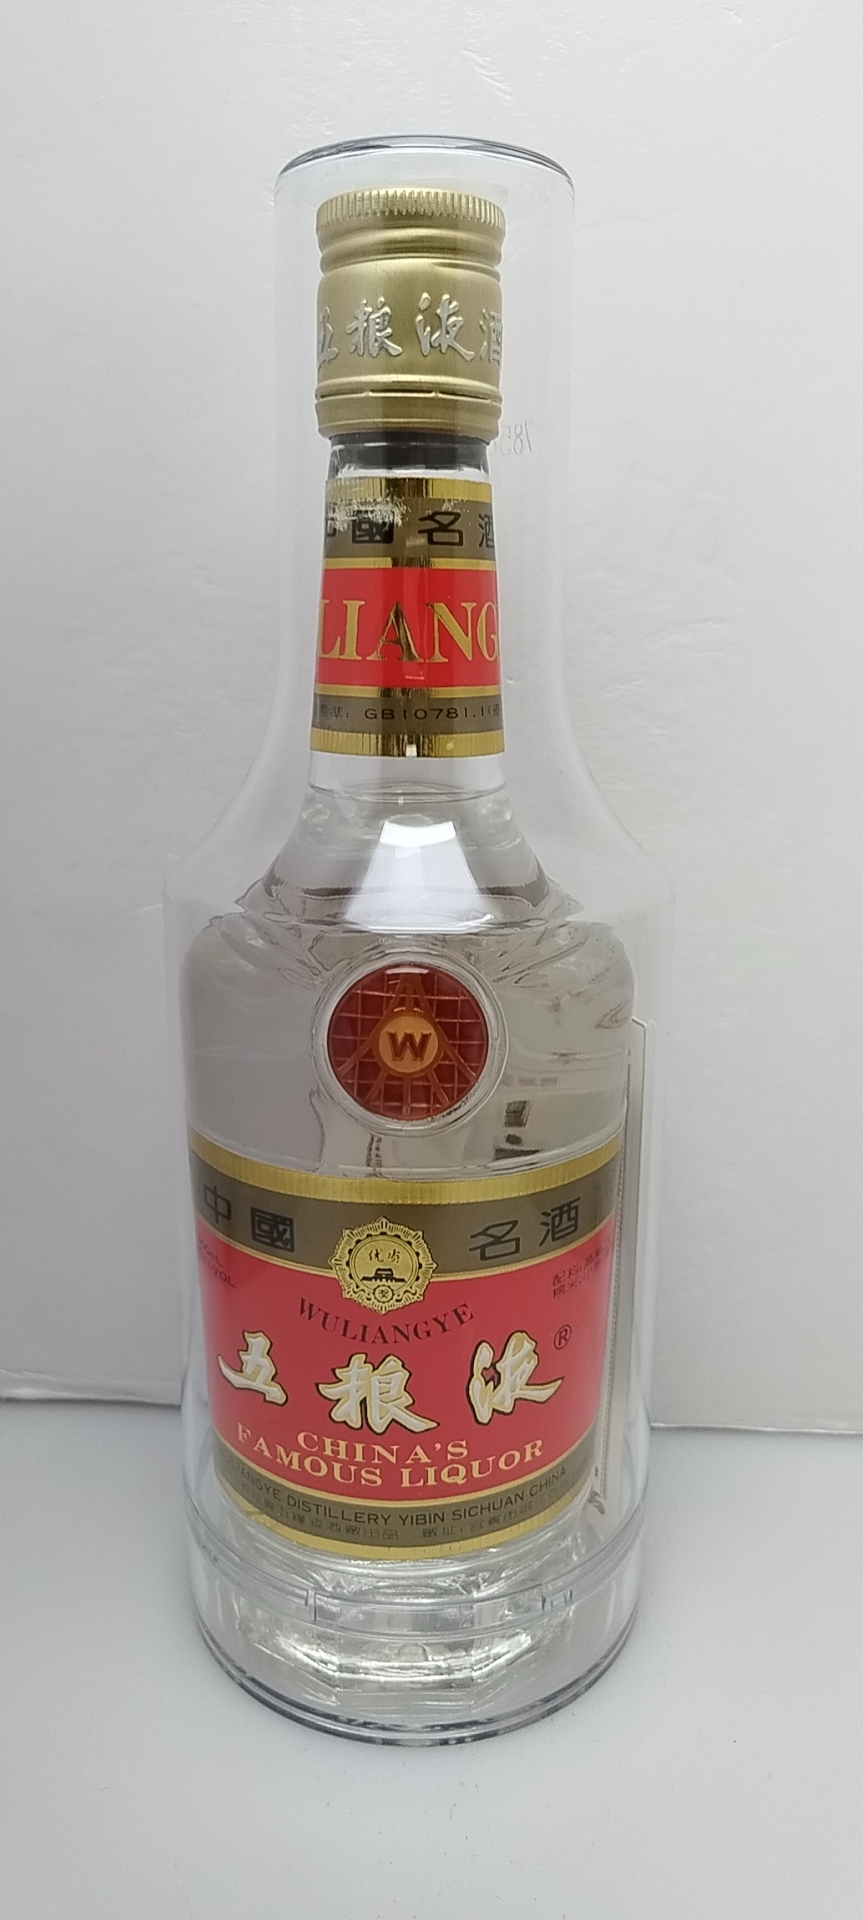 五粮液酒
國名酒
LIANG
GB10781.1
W
中國 名酒
优质
WULIANGYE
五粮液®
CHINA'S
FAMOUS LIQUOR
LIANGYE DISTILLERY YIBIN SICHUAN CHINA